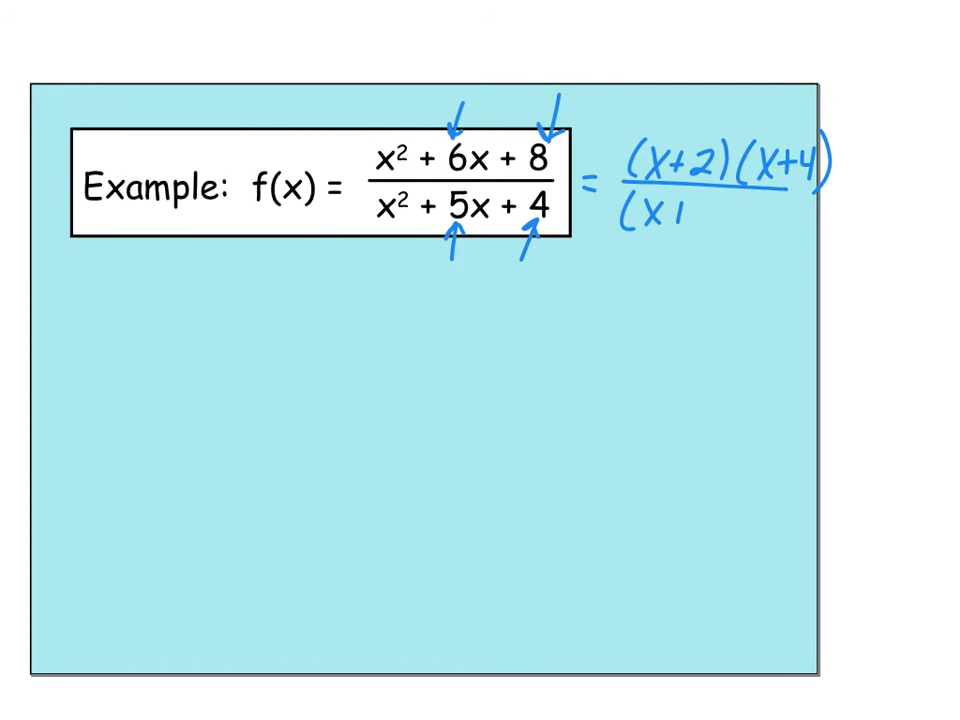 Example: f(x) = x² + 6x + 8 = (x+2)(x+4)
x² + 5x + 4 (x